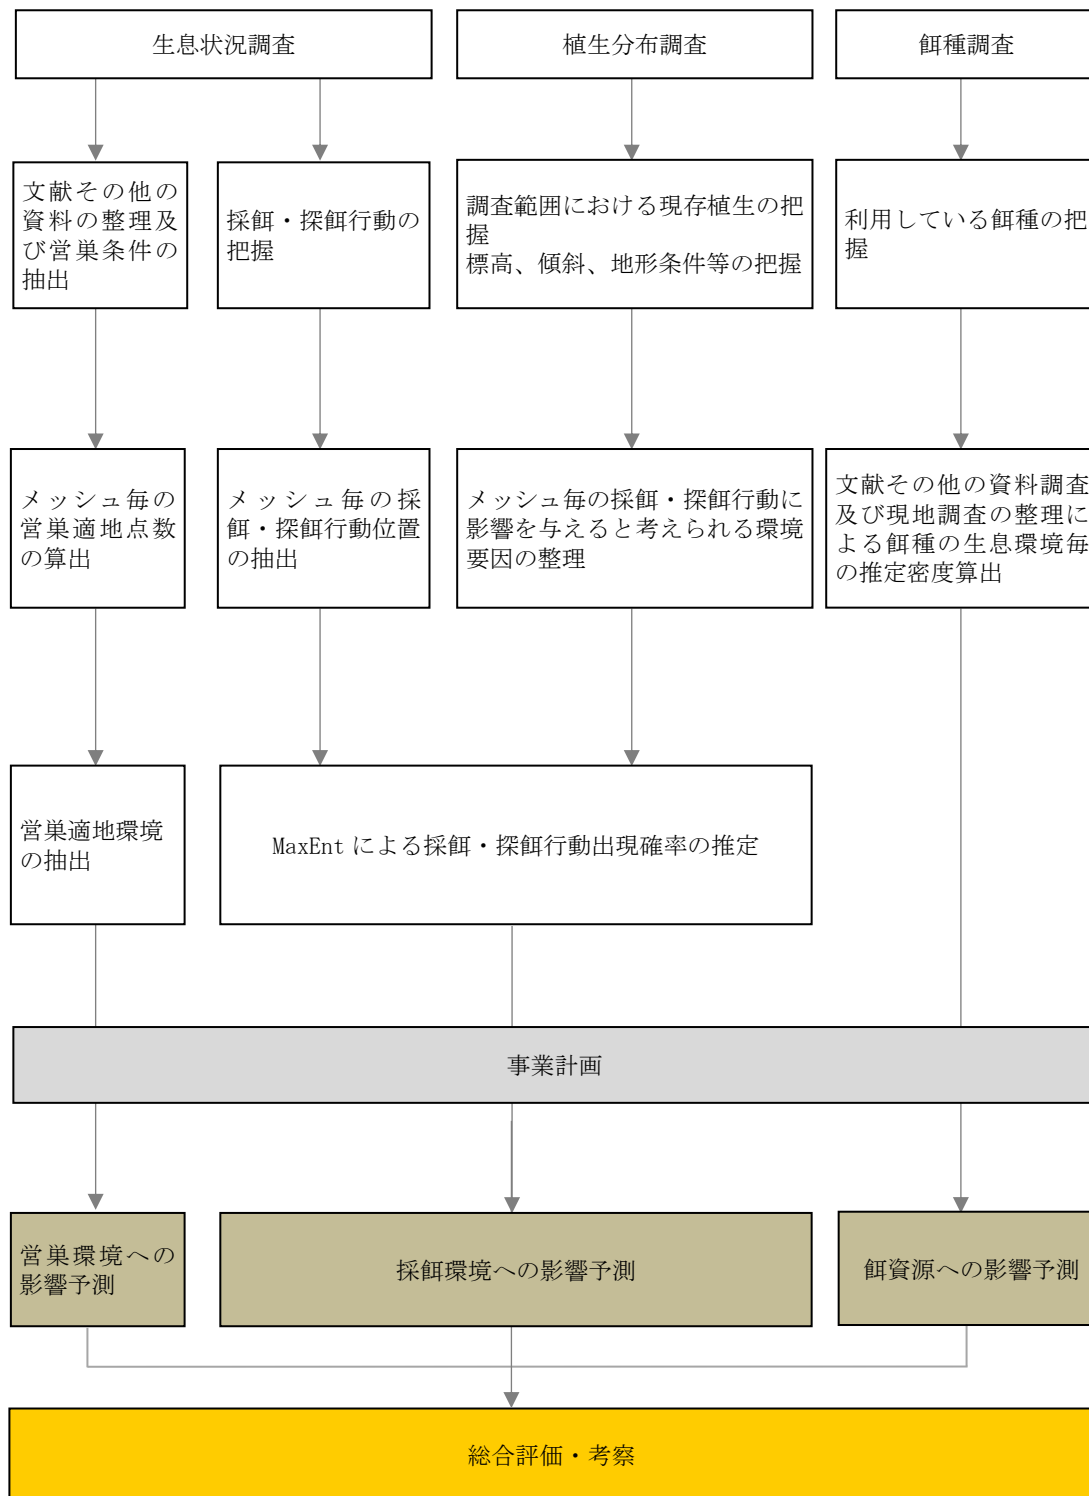 生息状況調査
植生分布調査
餌種調査
文献その他の
資料の整理及
び営巣条件の
抽出
採餌・探餌行動の
把握
調査範囲における現存植生の把
握
標高、傾斜、地形条件等の把握
利用している餌種の把
握
メッシュ毎の
営巣適地点数
の算出
メッシュ毎の採
餌・探餌行動位置
の抽出
メッシュ毎の採餌・探餌行動に
影響を与えると考えられる環境
要因の整理
文献その他の資料調査
及び現地調査の整理に
よる餌種の生息環境毎
の推定密度算出
営巣適地環境
の抽出
MaxEnt による採餌・探餌行動出現確率の推定
事業計画
営巣環境への
影響予測
採餌環境への影響予測
餌資源への影響予測
総合評価・考察